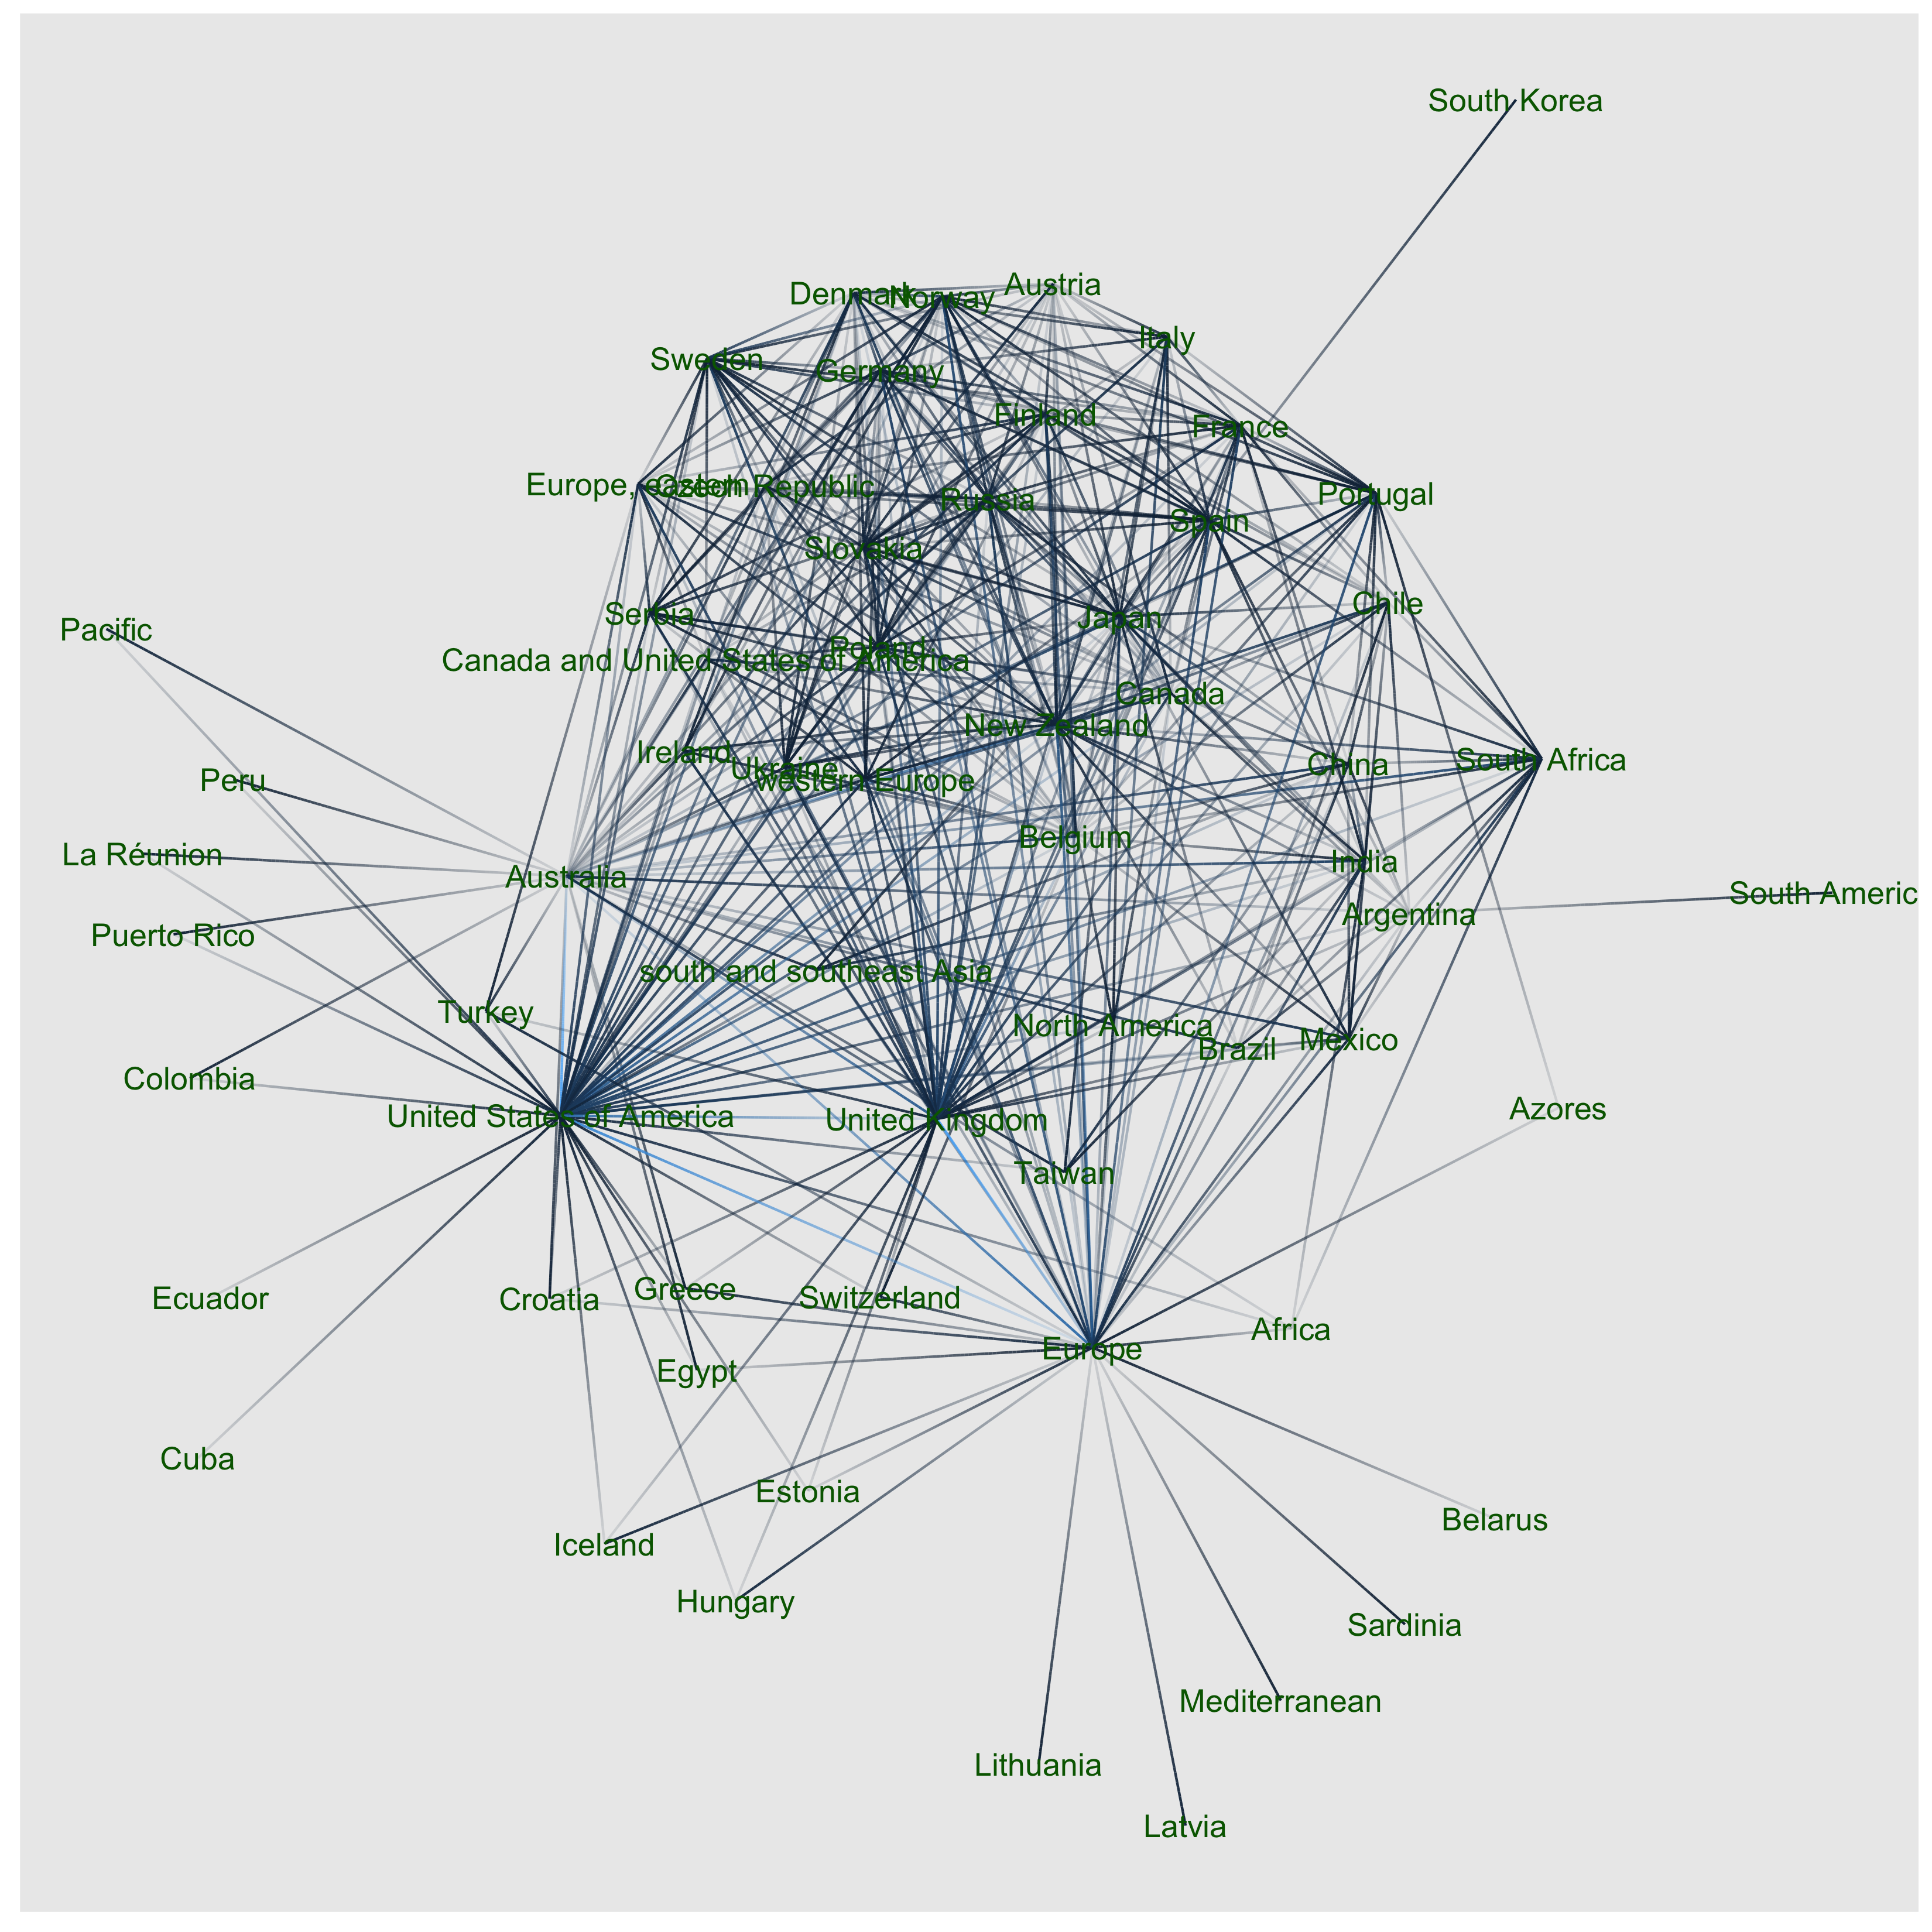 South Korea
Austria
Denmark
Norway
Italy
Sweden
Germany
Finland
France
Europe, eastern
Czech Republic
Russia
Portugal
Spain
Slovakia
Serbia
Japan
Chile
Pacific
Poland
Canada and United States of America
Canada
New Zealand
Ireland
Ukraine
western Europe
China
South Africa
Peru
Belgium
La Réunion
India
Australia
South Americ
Argentina
Puerto Rico
south and southeast Asia
Turkey
North America
Brazil
Mexico
Colombia
Azores
United States of America
United Kingdom
Taiwan
Ecuador
Croatia
Greece
Switzerland
Africa
Europe
Egypt
Cuba
Estonia
Belarus
Iceland
Hungary
Sardinia
Mediterranean
Lithuania
Latvia